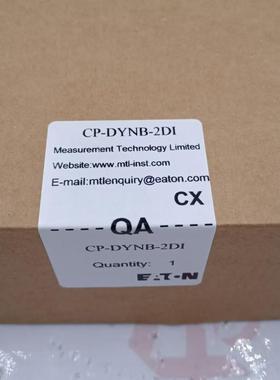 CP-DYNB-2DI
Measurement Technology Limited
Website:www.mtl-inst.com
E-mail:mtlenquiry@eaton.com
CX
QA
CP-DYNB-2DI
Quantity: 1
EATON